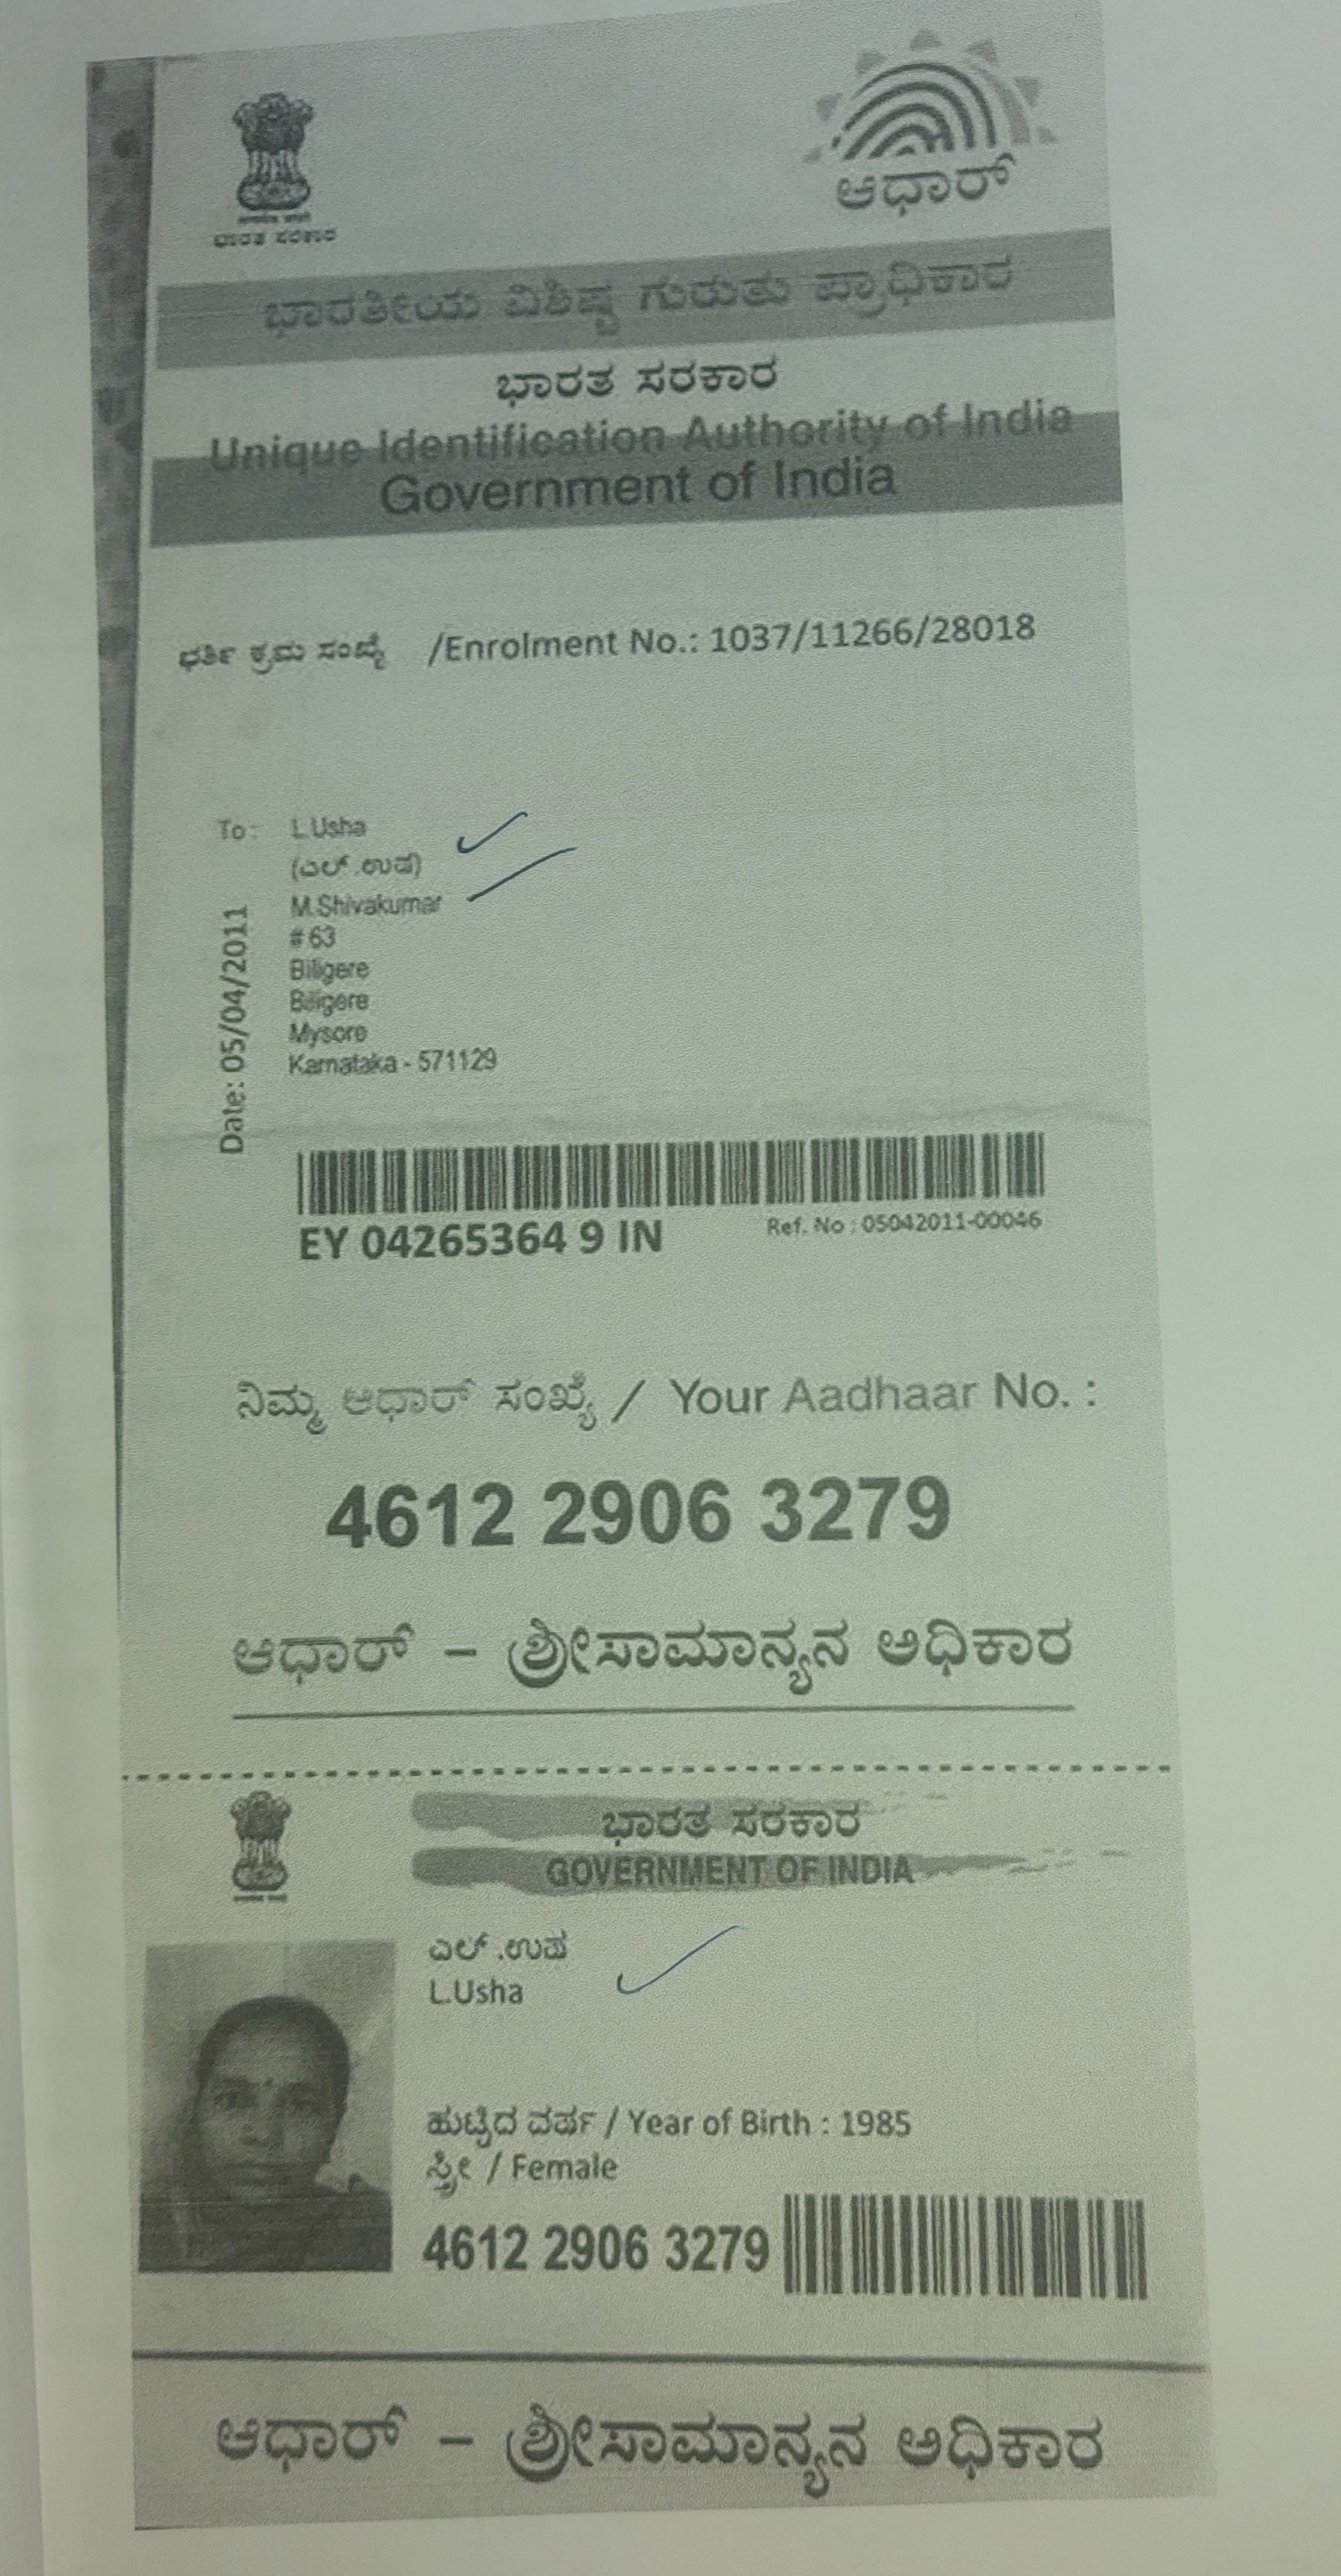 ಆಧಾರ್
ಭಾರತ ಸರಕಾರ
ಭಾರತೀಯ ವಿಶಿಷ್ಟ ಗುರುತು ಪ್ರಾಧಿಕಾರ
ಭಾರತ ಸರಕಾರ
Unique Identification Authority of India
Government of India
ಭರ್ತಿ ಕ್ರಮ ಸಂಖ್ಯೆ /Enrolment No.: 1037/11266/28018
To: L.Usha
(ಎಲ್ .ಉಷ)
M.Shivakumar
# 63
Biligere
Biligere
Mysore
Karnataka - 571129
Date: 05/04/2011
EY 04265364 9 IN
Ref. No : 05042011-00046
ನಿಮ್ಮ ಆಧಾರ್ ಸಂಖ್ಯೆ / Your Aadhaar No. :
4612 2906 3279
ಆಧಾರ್ – ಶ್ರೀಸಾಮಾನ್ಯನ ಅಧಿಕಾರ
ಭಾರತ ಸರಕಾರ
GOVERNMENT OF INDIA
ಎಲ್ .ಉಷ
L.Usha
ಹುಟ್ಟಿದ ವರ್ಷ / Year of Birth : 1985
ಸ್ತ್ರೀ / Female
4612 2906 3279
ಆಧಾರ್ – ಶ್ರೀಸಾಮಾನ್ಯನ ಅಧಿಕಾರ